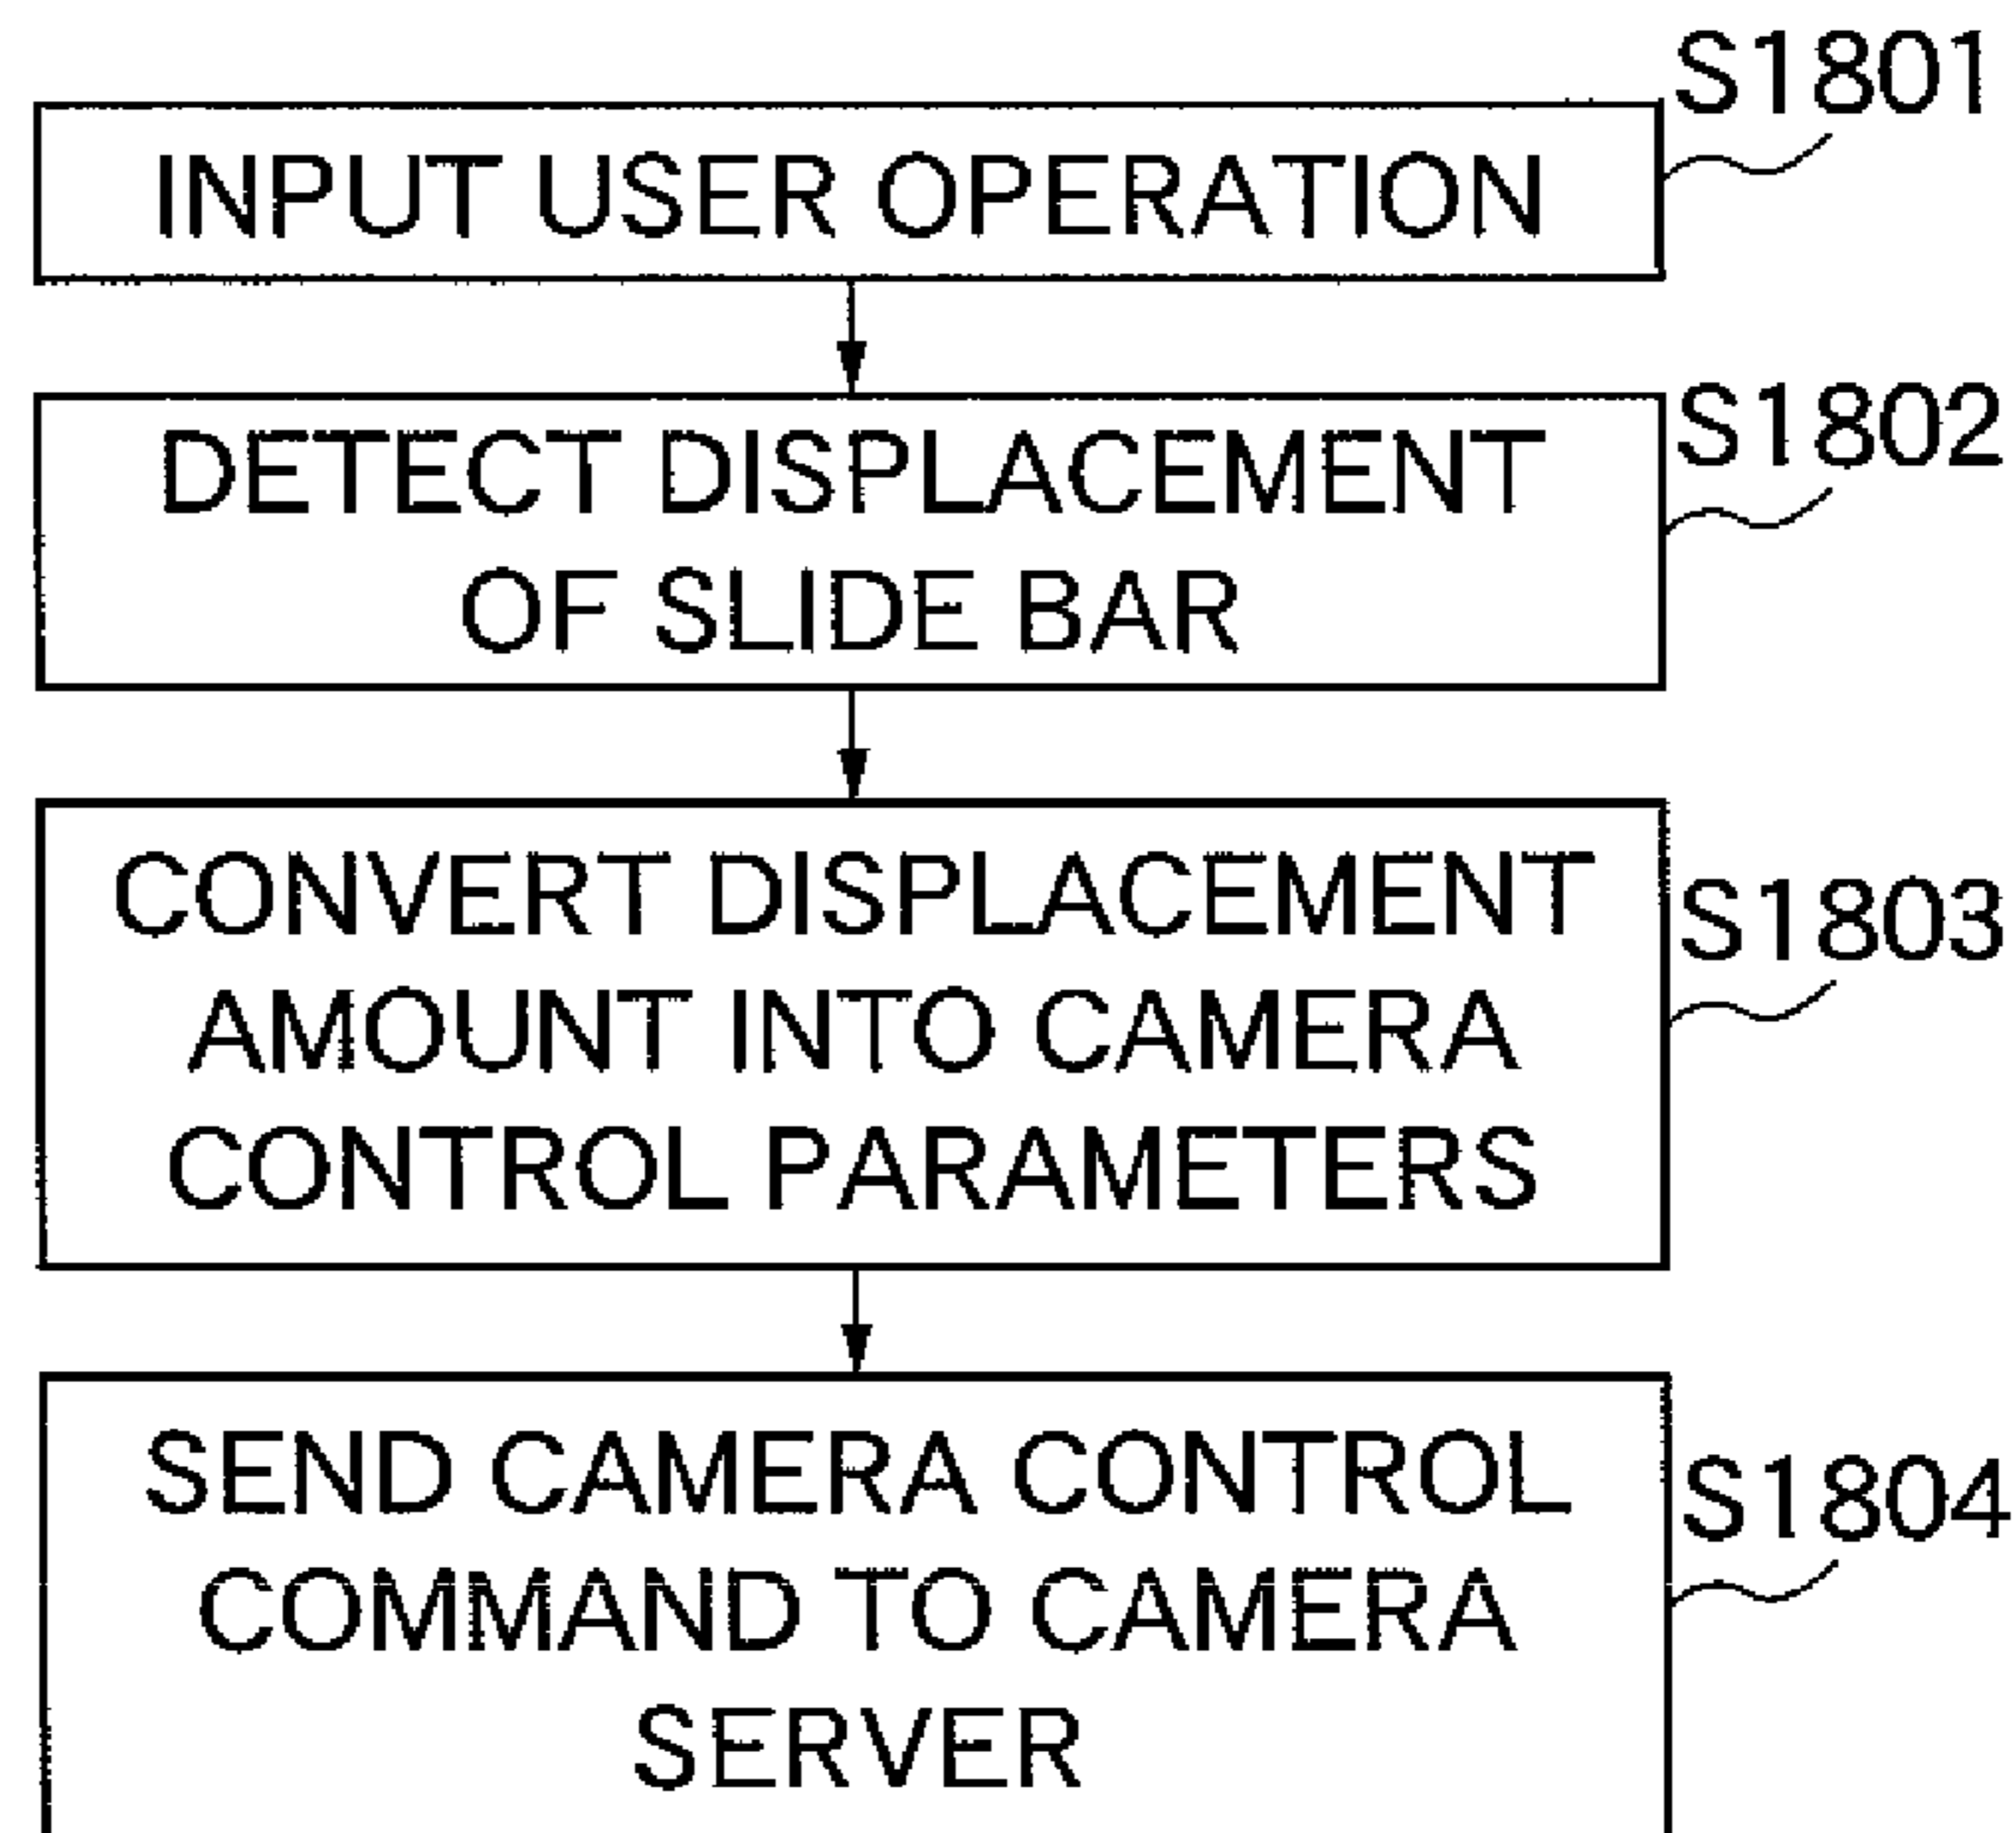 S1801
INPUT USER OPERATION
S1802
DETECT DISPLACEMENT
OF SLIDE BAR
CONVERT DISPLACEMENT
S1803
AMOUNT INTO CAMERA
CONTROL PARAMETERS
SEND CAMERA CONTROL
S1804
COMMAND TO CAMERA
SERVER